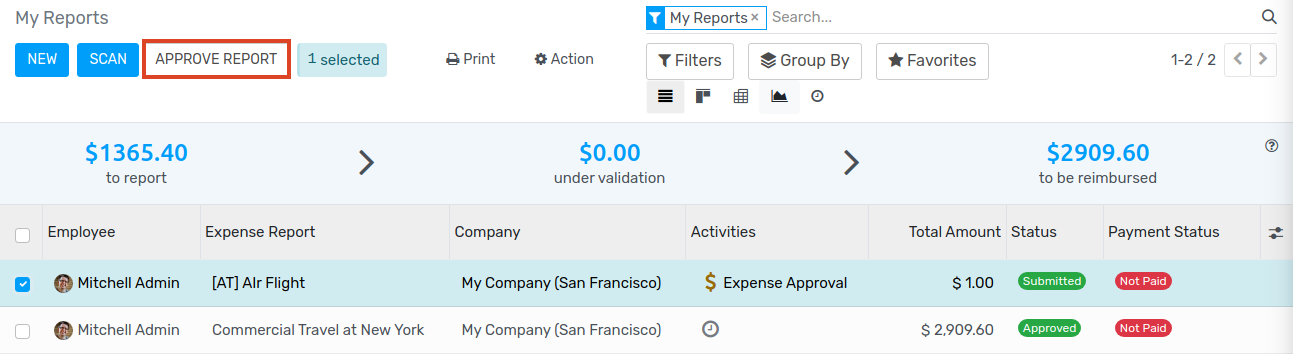 My Reports
My Reports × Search...
NEW SCAN APPROVE REPORT 1 selected Print Action Filters Group By Favorites 1-2 / 2
$1365.40 $0.00 $2909.60
to report under validation to be reimbursed
Employee Expense Report Company Activities Total Amount Status Payment Status
Mitchell Admin [AT] AIr Flight My Company (San Francisco) $ Expense Approval $ 1.00 Submitted Not Paid
Mitchell Admin Commercial Travel at New York My Company (San Francisco) $ 2,909.60 Approved Not Paid